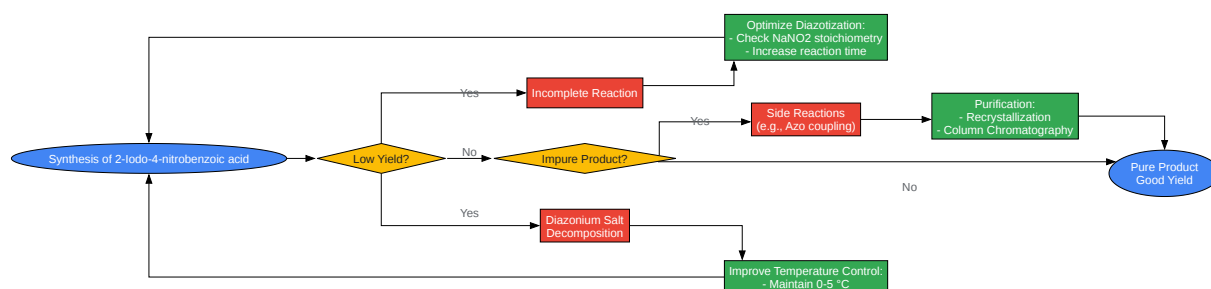 Optimize Diazotization:
- Check NaNO2 stoichiometry
- Increase reaction time
Yes
Incomplete Reaction
Side Reactions
(e.g., Azo coupling)
Yes
Purification:
- Recrystallization
- Column Chromatography
Synthesis of 2-Iodo-4-nitrobenzoic acid
Low Yield?
No
Impure Product?
Pure Product
Good Yield
No
Yes
Diazonium Salt
Decomposition
Improve Temperature Control:
- Maintain 0-5 °C